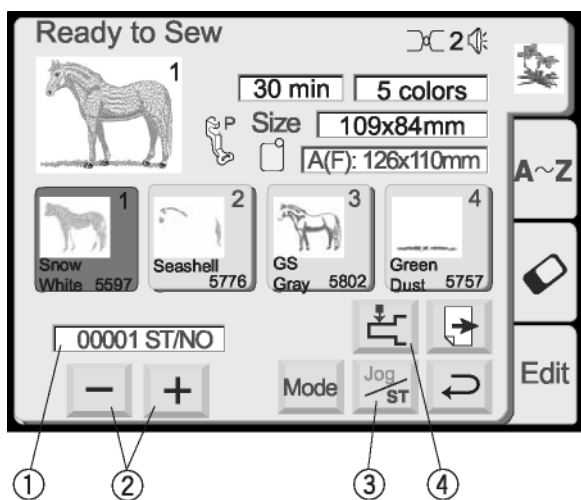 Ready to Sew
2
1
30 min
5 colors
P
Size
109x84mm
A(F): 126x110mm
A~Z
1
Snow
White 5597
2
Seashell
5776
3
GS
Gray 5802
4
Green
Dust 5757
00001 ST/NO
− +
Mode
Jog
ST
Edit
① ② ③ ④